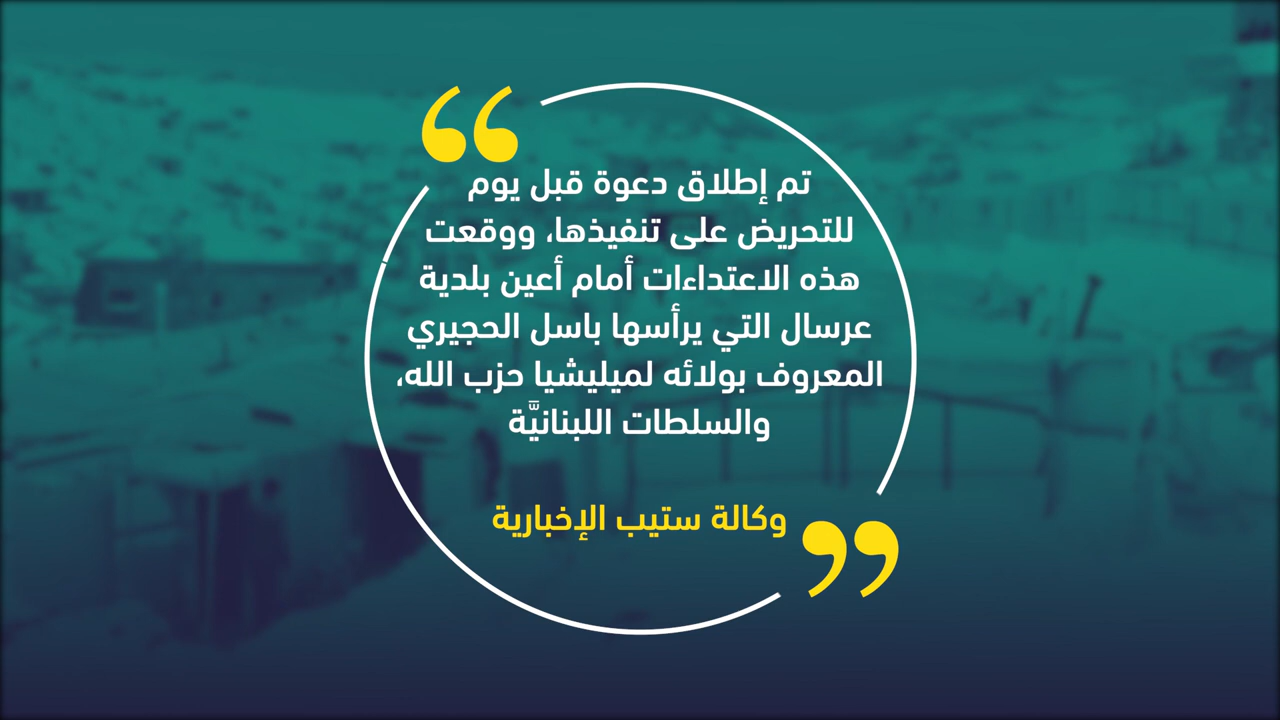 تم إطلاق دعوة قبل يوم
للتحريض على تنفيذها، ووقعت
هذه الاعتداءات أمام أعين بلدية
عرسال التي يرأسها باسل الحجيري
المعروف بولائه لميليشيا حزب الله،
والسلطات اللبنانيَّة
وكالة ستيب الإخبارية